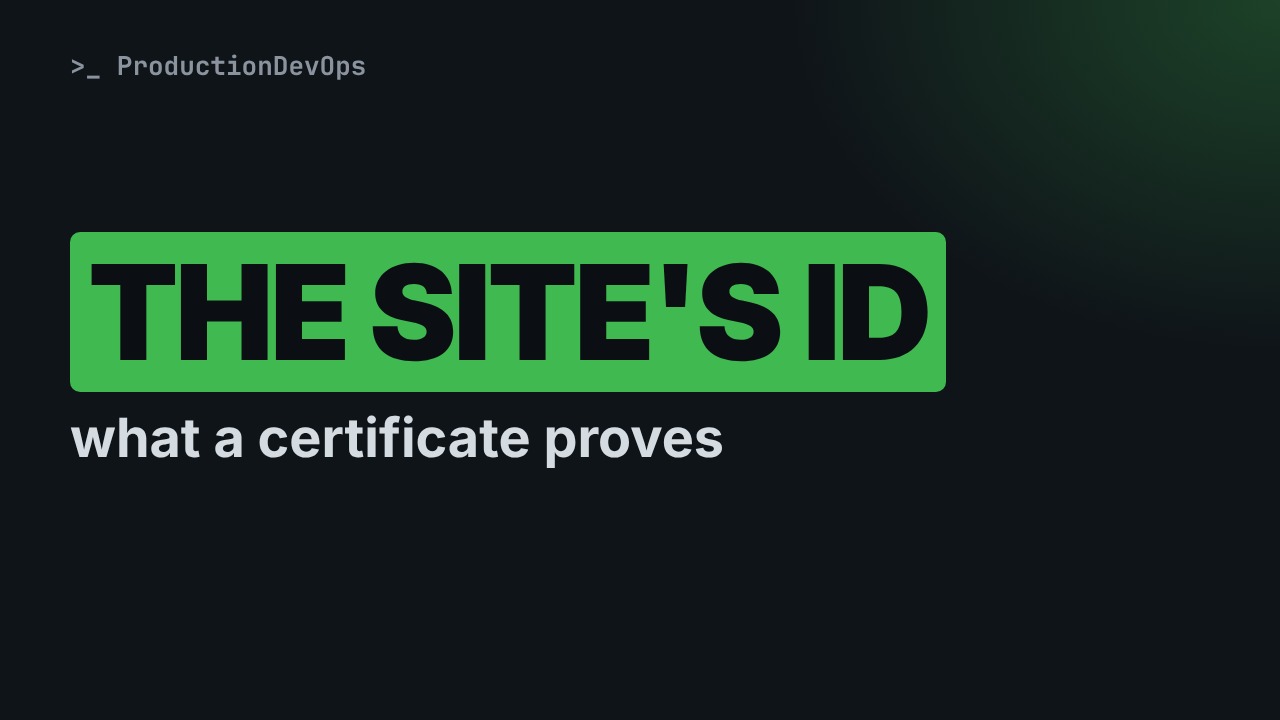 >_ ProductionDevOps
THE SITE'S ID
what a certificate proves